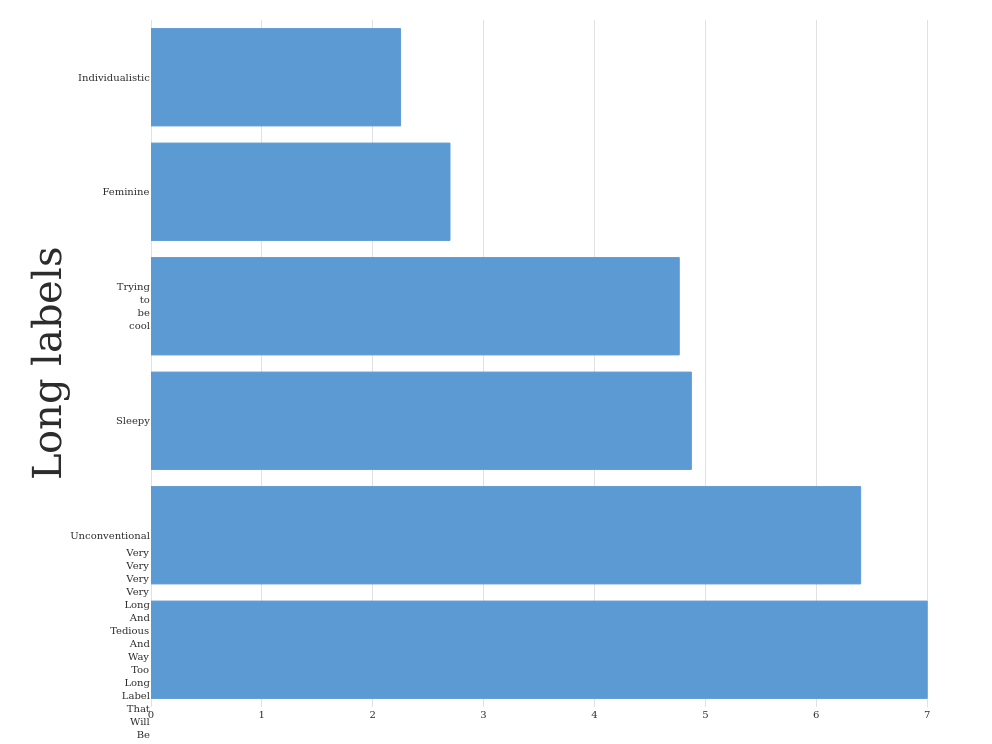 Long labels
Individualistic
Feminine
Trying
to
be
cool
Sleepy
Unconventional
Very
Very
Very
Very
Long
And
Tedious
And
Way
Too
Long
Label
That
Will
Be
0 1 2 3 4 5 6 7